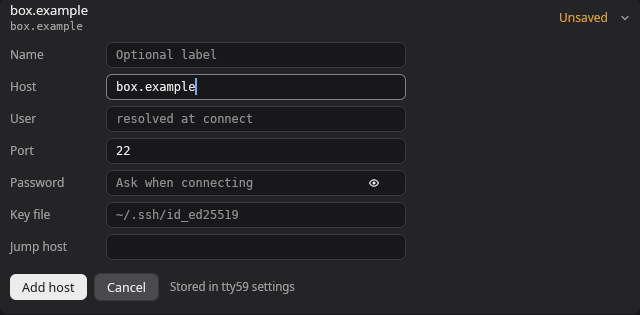 box.example
box.example
Unsaved
Name Optional label
Host box.example
User resolved at connect
Port 22
Password Ask when connecting
Key file ~/.ssh/id_ed25519
Jump host
Add host Cancel Stored in tty59 settings